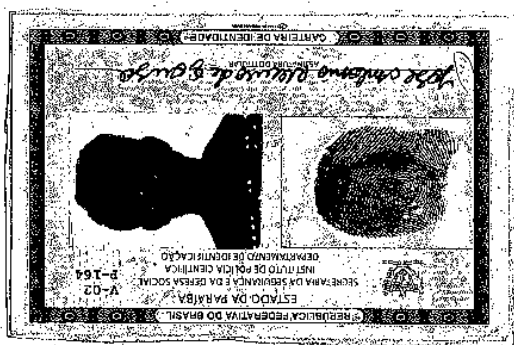 REPÚBLICA FEDERATIVA DO BRASIL
ESTADO DA PARAÍBA
SECRETARIA DA SEGURANÇA E DA DEFESA SOCIAL
INSTITUTO DE POLÍCIA CIENTÍFICA
DEPARTAMENTO DE IDENTIFICAÇÃO
V-02
P-164
ASSINATURA DO TITULAR
CARTEIRA DE IDENTIDADE